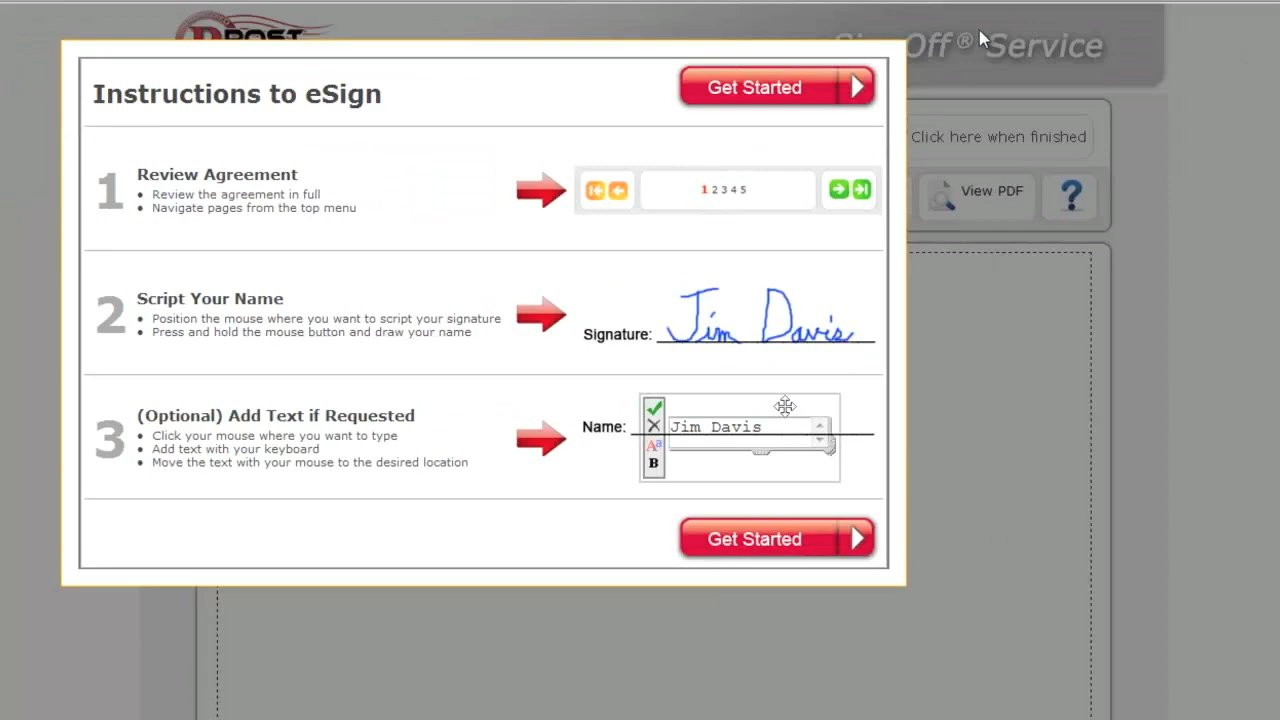 Off® Service
Instructions to eSign
Get Started
Click here when finished
View PDF
?
1
Review Agreement
• Review the agreement in full
• Navigate pages from the top menu
1 2 3 4 5
2
Script Your Name
• Position the mouse where you want to script your signature
• Press and hold the mouse button and draw your name
Signature: Jim Davis
3
(Optional) Add Text if Requested
• Click your mouse where you want to type
• Add text with your keyboard
• Move the text with your mouse to the desired location
Name: Jim Davis
Aa
B
Get Started